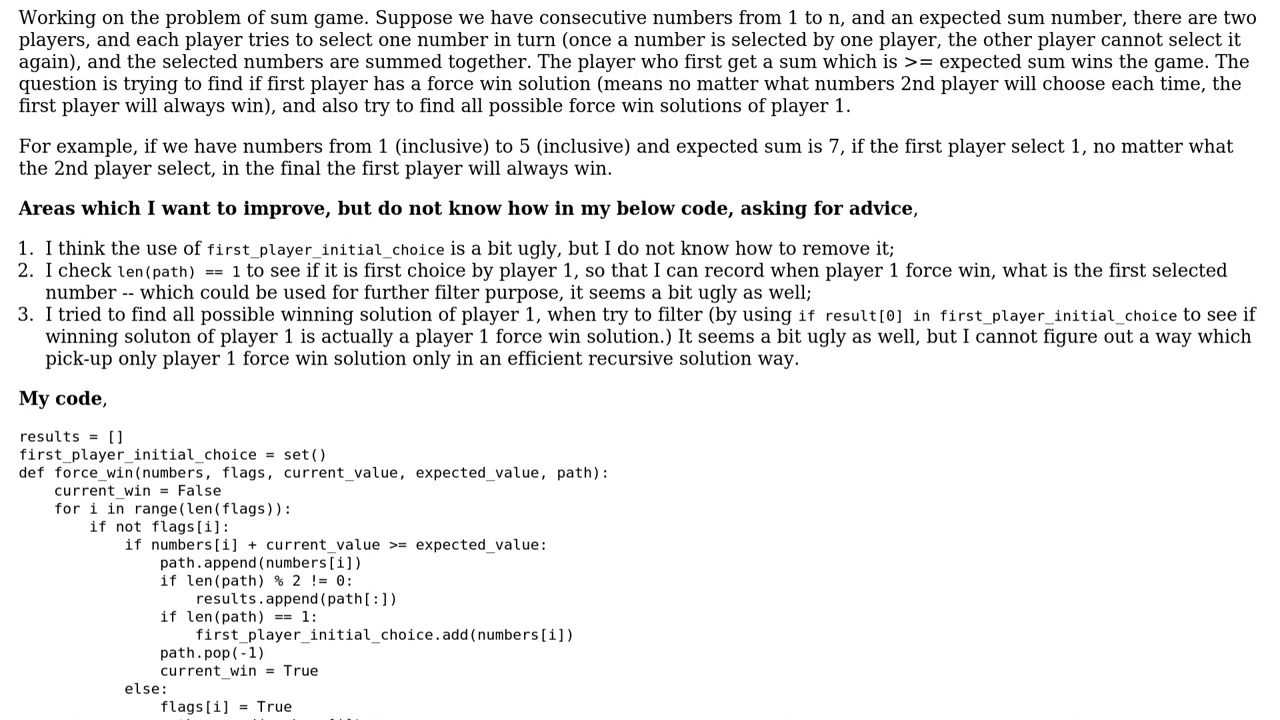 Working on the problem of sum game. Suppose we have consecutive numbers from 1 to n, and an expected sum number, there are two
players, and each player tries to select one number in turn (once a number is selected by one player, the other player cannot select it
again), and the selected numbers are summed together. The player who first get a sum which is >= expected sum wins the game. The
question is trying to find if first player has a force win solution (means no matter what numbers 2nd player will choose each time, the
first player will always win), and also try to find all possible force win solutions of player 1.
For example, if we have numbers from 1 (inclusive) to 5 (inclusive) and expected sum is 7, if the first player select 1, no matter what
the 2nd player select, in the final the first player will always win.
Areas which I want to improve, but do not know how in my below code, asking for advice,
1. I think the use of first_player_initial_choice is a bit ugly, but I do not know how to remove it;
2. I check len(path) == 1 to see if it is first choice by player 1, so that I can record when player 1 force win, what is the first selected
number -- which could be used for further filter purpose, it seems a bit ugly as well;
3. I tried to find all possible winning solution of player 1, when try to filter (by using if result[0] in first_player_initial_choice to see if
winning soluton of player 1 is actually a player 1 force win solution.) It seems a bit ugly as well, but I cannot figure out a way which
pick-up only player 1 force win solution only in an efficient recursive solution way.
My code,
results = []
first_player_initial_choice = set()
def force_win(numbers, flags, current_value, expected_value, path):
    current_win = False
    for i in range(len(flags)):
        if not flags[i]:
            if numbers[i] + current_value >= expected_value:
                path.append(numbers[i])
                if len(path) % 2 != 0:
                    results.append(path[:])
                if len(path) == 1:
                    first_player_initial_choice.add(numbers[i])
                path.pop(-1)
                current_win = True
            else:
                flags[i] = True